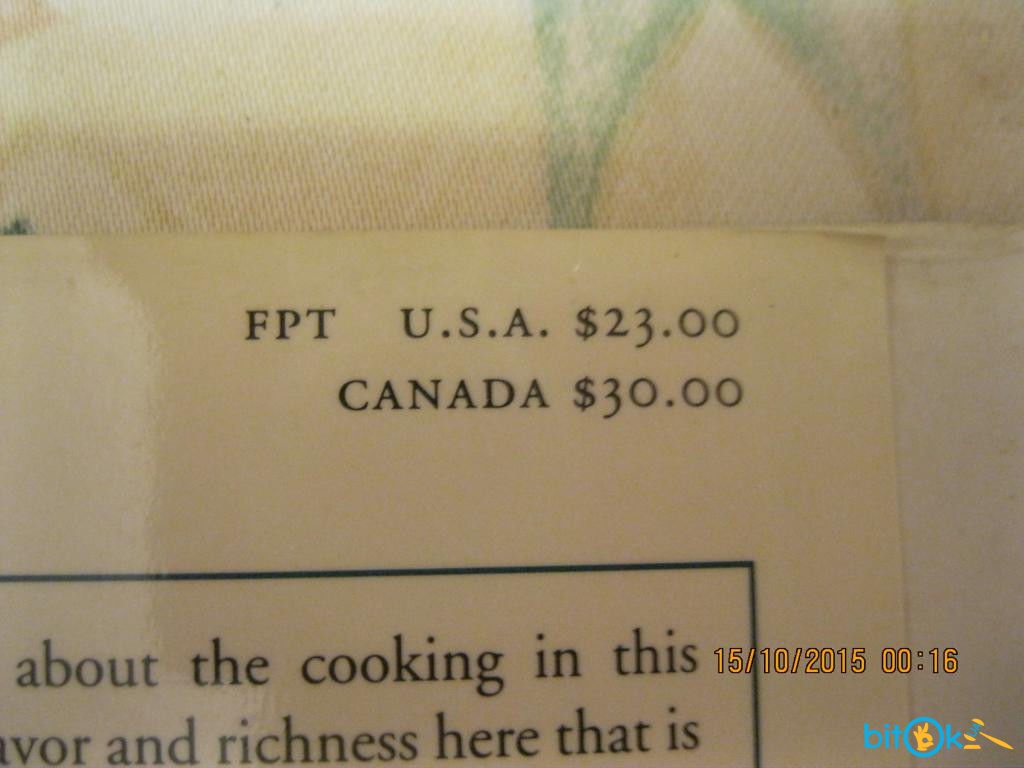 FPT U.S.A. $23.00
CANADA $30.00
about the cooking in this
avor and richness here that is
15/10/2015 00:16
bitOk